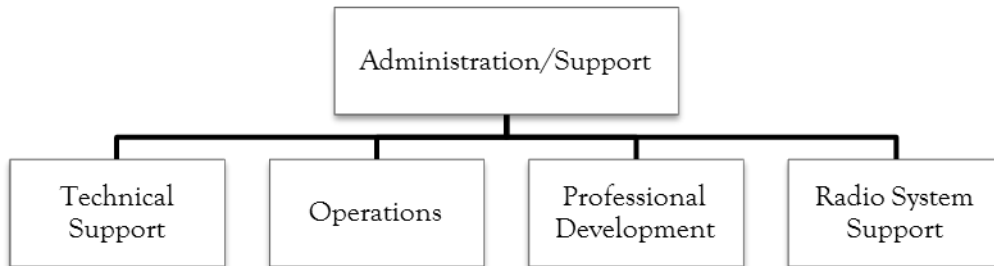 Administration/Support
Technical
Support
Operations
Professional
Development
Radio System
Support